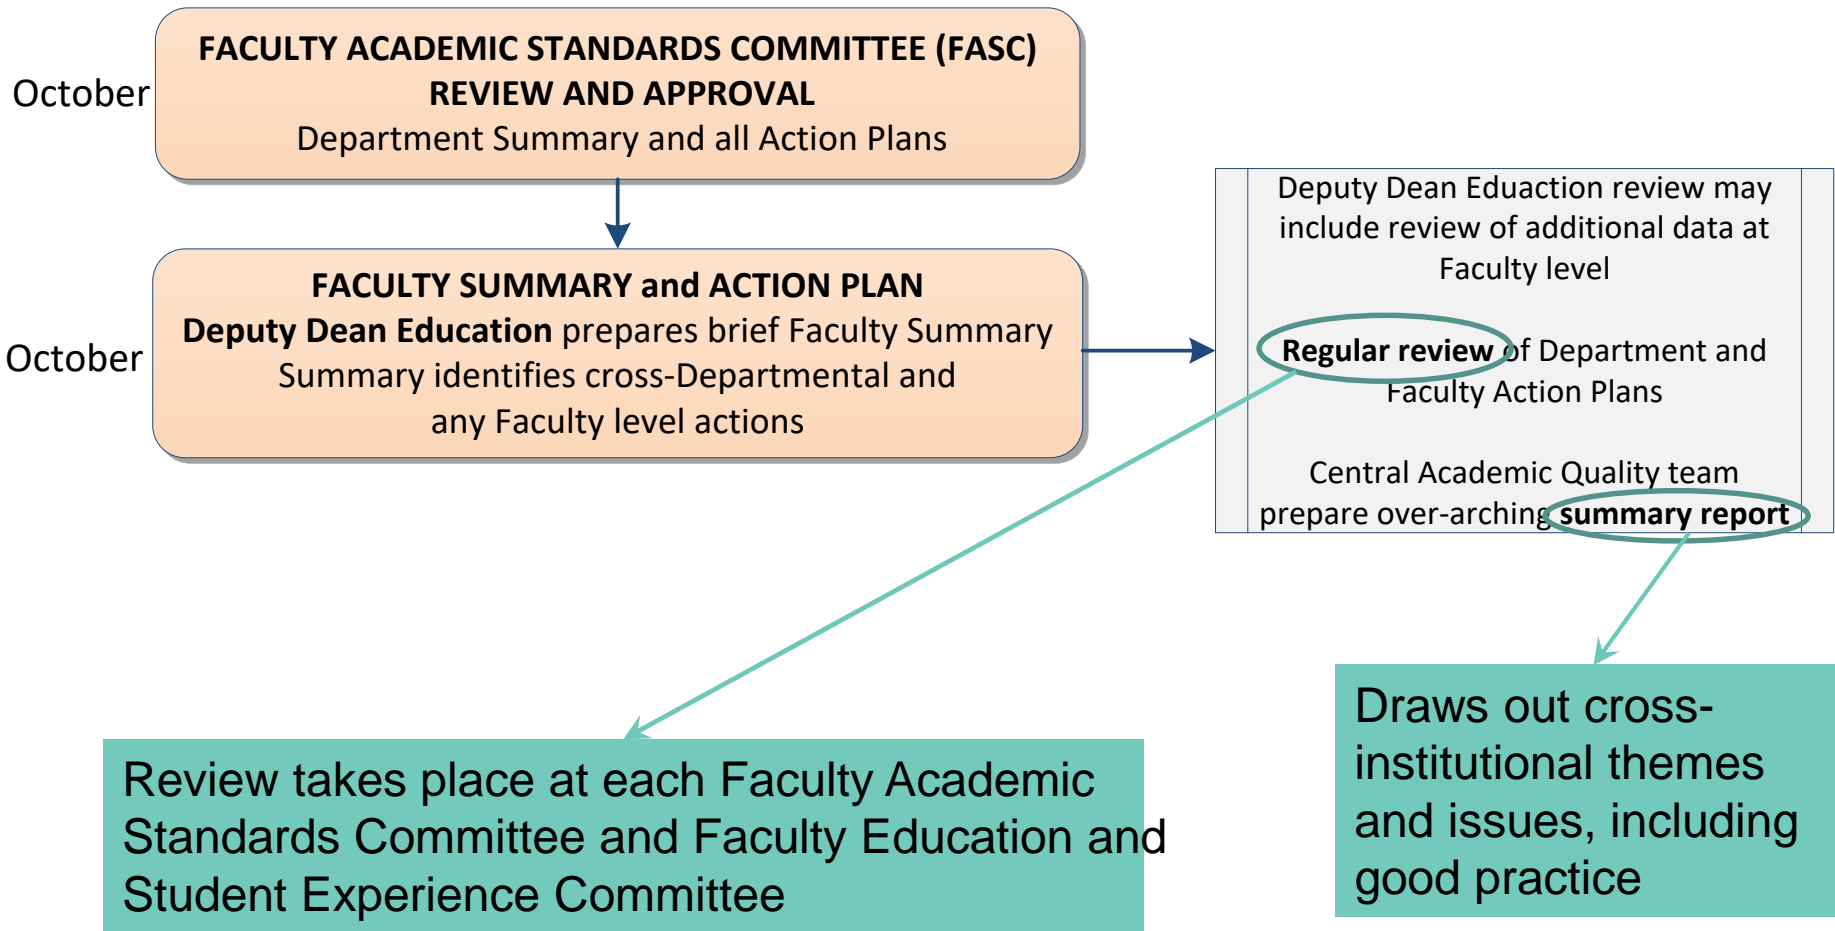 October
FACULTY ACADEMIC STANDARDS COMMITTEE (FASC)
REVIEW AND APPROVAL
Department Summary and all Action Plans
October
FACULTY SUMMARY and ACTION PLAN
Deputy Dean Education prepares brief Faculty Summary
Summary identifies cross-Departmental and
any Faculty level actions
Deputy Dean Eduaction review may
include review of additional data at
Faculty level
Regular review of Department and
Faculty Action Plans
Central Academic Quality team
prepare over-arching summary report
Review takes place at each Faculty Academic
Standards Committee and Faculty Education and
Student Experience Committee
Draws out cross-
institutional themes
and issues, including
good practice